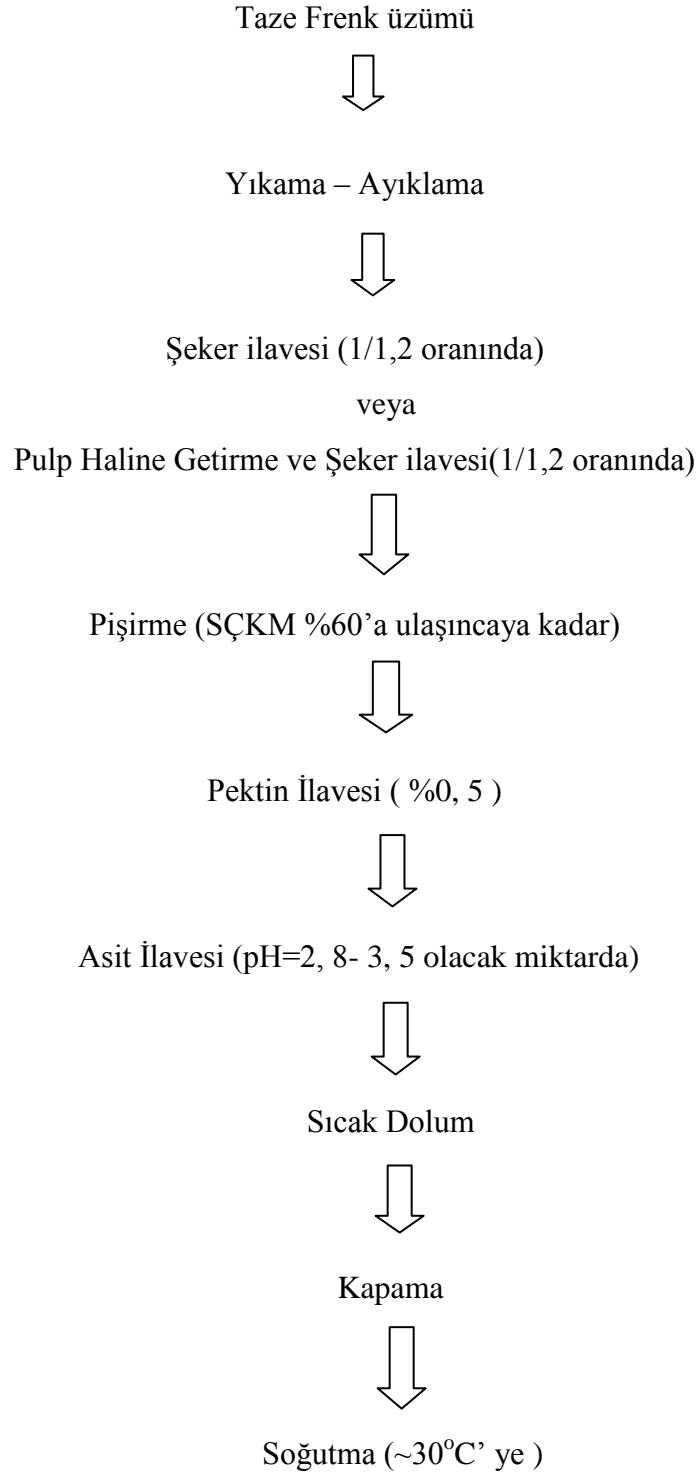 Taze Frenk üzümü
Yıkama – Ayıklama
Şeker ilavesi (1/1,2 oranında)
veya
Pulp Haline Getirme ve Şeker ilavesi(1/1,2 oranında)
Pişirme (SÇKM %60’a ulaşıncaya kadar)
Pektin İlavesi ( %0, 5 )
Asit İlavesi (pH=2, 8- 3, 5 olacak miktarda)
Sıcak Dolum
Kapama
Soğutma (~30°C’ ye )